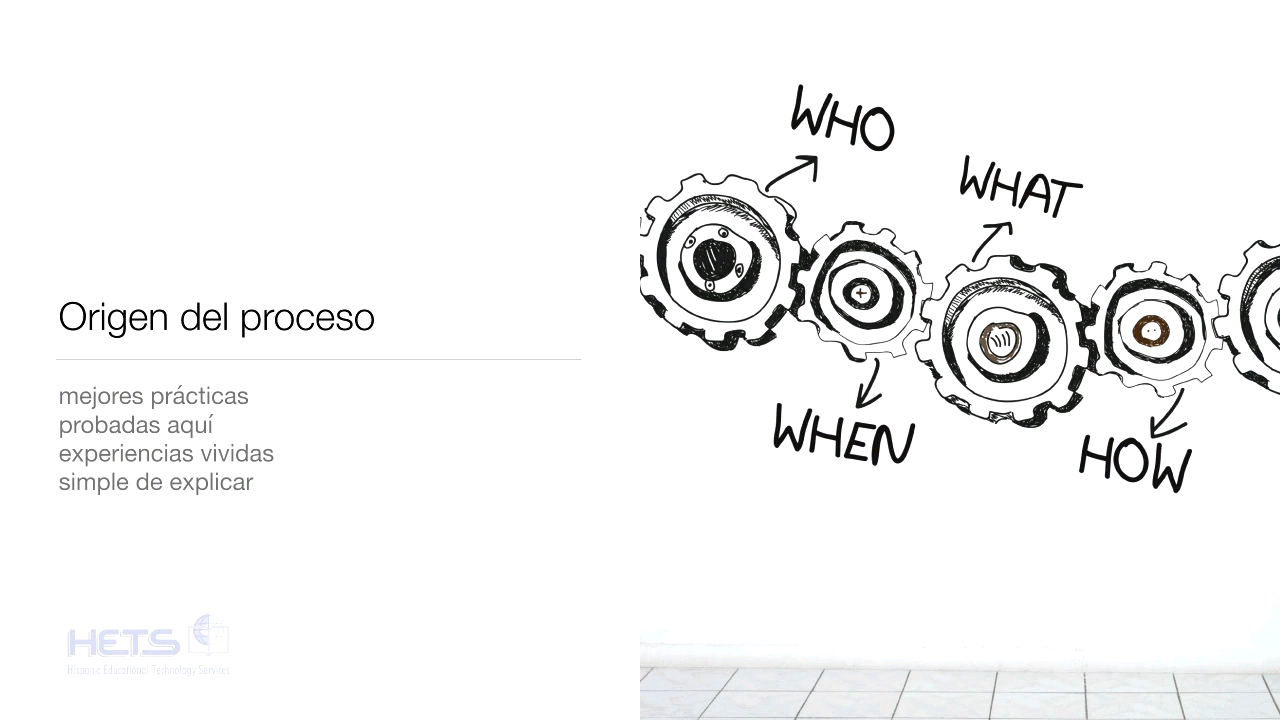 Origen del proceso
mejores prácticas
probadas aquí
experiencias vividas
simple de explicar
HETS
Hispanic Educational Technology Services
WHO
WHAT
WHEN
HOW